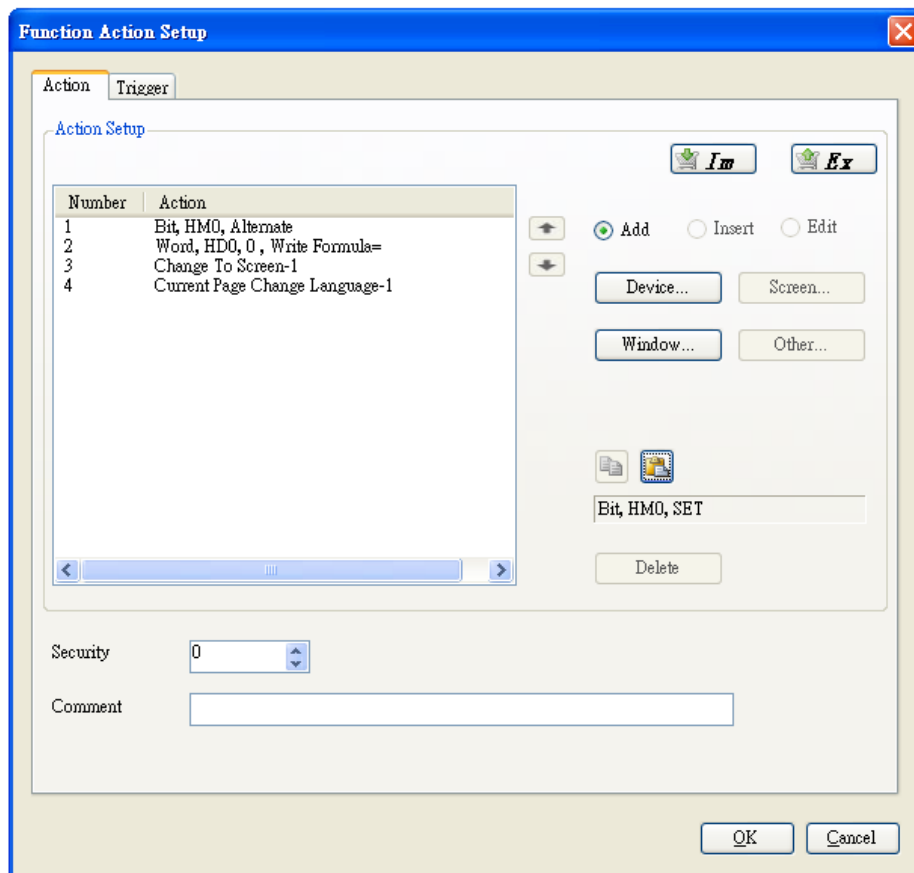 Function Action Setup
Action Trigger
Action Setup
Im Ex
Number Action
1 Bit, HM0, Alternate
2 Word, HD0, 0 , Write Formula=
3 Change To Screen-1
4 Current Page Change Language-1
Add Insert Edit
Device... Screen...
Window... Other...
Bit, HM0, SET
Delete
Security 0
Comment
OK Cancel